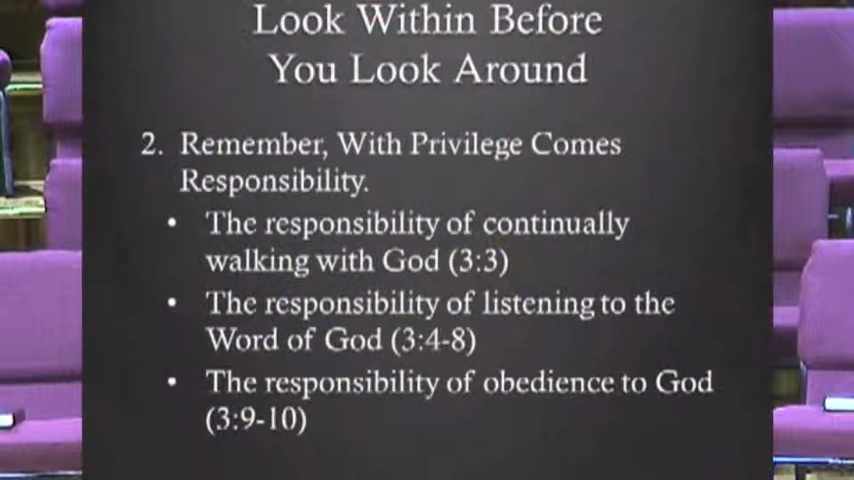 Look Within Before
You Look Around
2. Remember, With Privilege Comes
Responsibility.
• The responsibility of continually
walking with God (3:3)
• The responsibility of listening to the
Word of God (3:4-8)
• The responsibility of obedience to God
(3:9-10)